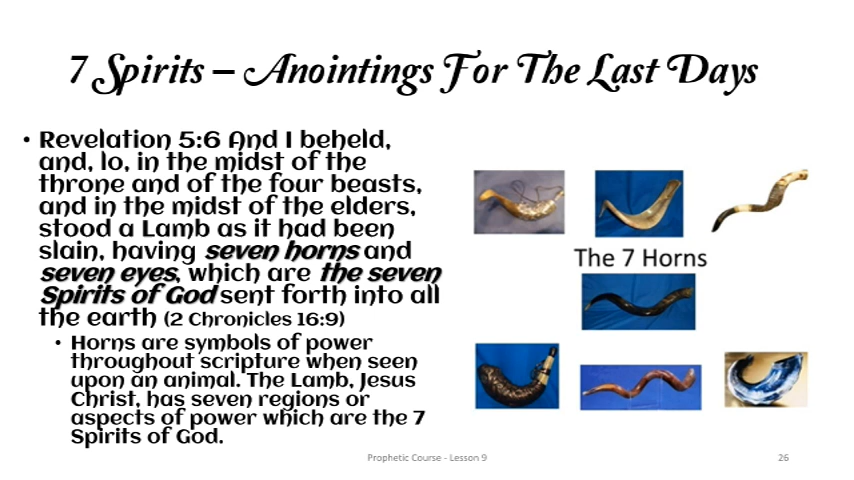 7 Spirits – Anointings For The Last Days
• Revelation 5:6 And I beheld,
and, lo, in the midst of the
throne and of the four beasts,
and in the midst of the elders,
stood a Lamb as it had been
slain, having seven horns and
seven eyes, which are the seven
Spirits of God sent forth into all
the earth (2 Chronicles 16:9)
• Horns are symbols of power
throughout scripture when seen
upon an animal. The Lamb, Jesus
Christ, has seven regions or
aspects of power which are the 7
Spirits of God.
The 7 Horns
Prophetic Course - Lesson 9
26